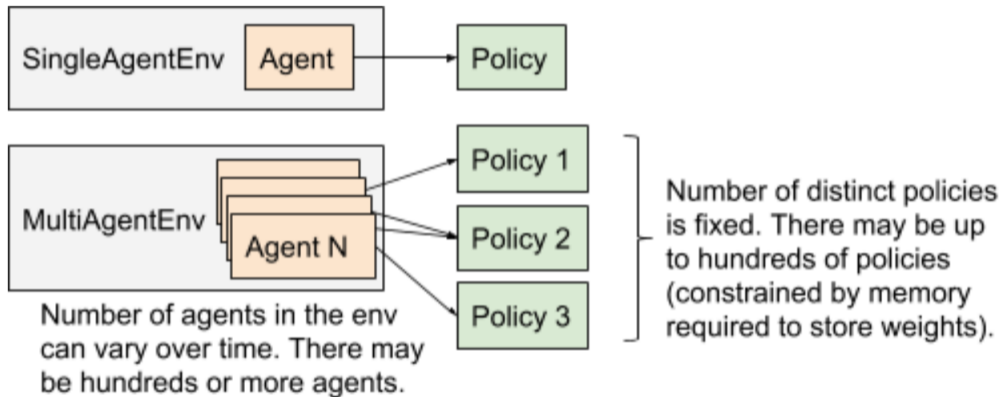 SingleAgentEnv
Agent
Policy
MultiAgentEnv
Agent N
Policy 1
Policy 2
Policy 3
Number of distinct policies
is fixed. There may be up
to hundreds of policies
(constrained by memory
required to store weights).
Number of agents in the env
can vary over time. There may
be hundreds or more agents.